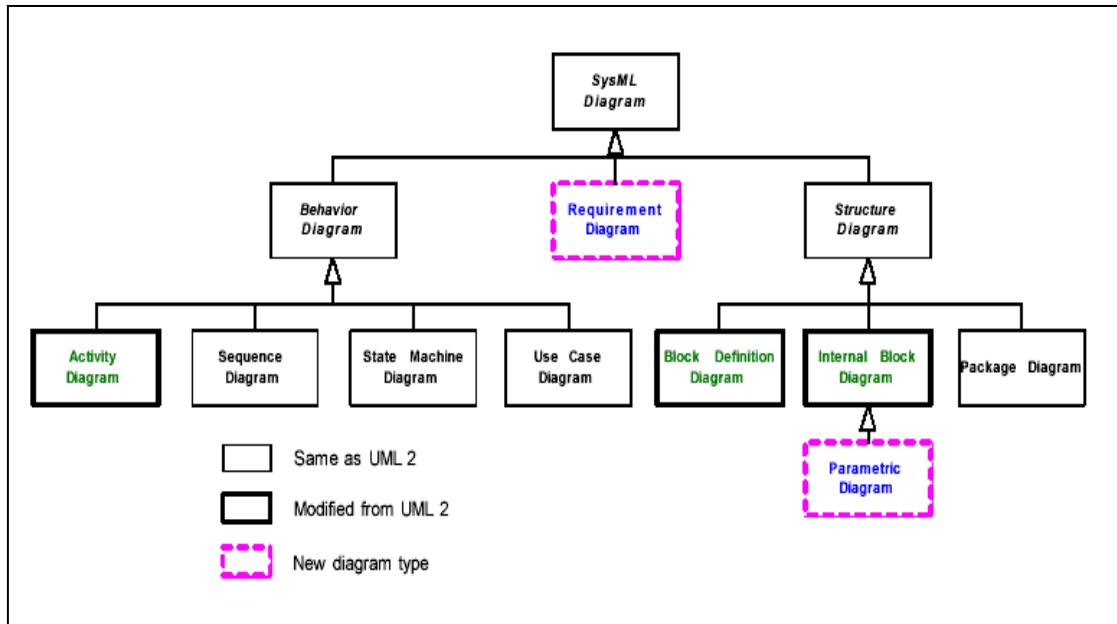 SysML
Diagram
Behavior
Diagram
Requirement
Diagram
Structure
Diagram
Activity
Diagram
Sequence
Diagram
State Machine
Diagram
Use Case
Diagram
Block Definition
Diagram
Internal Block
Diagram
Package Diagram
Parametric
Diagram
Same as UML 2
Modified from UML 2
New diagram type